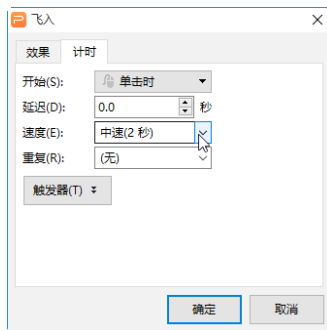 飞入
效果 计时
开始(S): 单击时
延迟(D): 0.0 秒
速度(E): 中速(2 秒)
重复(R): (无)
触发器(T)
确定 取消